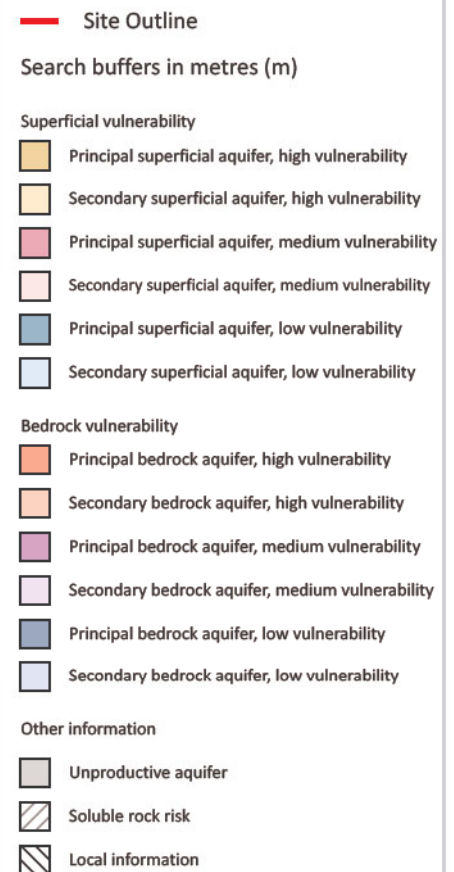 Site Outline
Search buffers in metres (m)
Superficial vulnerability
Principal superficial aquifer, high vulnerability
Secondary superficial aquifer, high vulnerability
Principal superficial aquifer, medium vulnerability
Secondary superficial aquifer, medium vulnerability
Principal superficial aquifer, low vulnerability
Secondary superficial aquifer, low vulnerability
Bedrock vulnerability
Principal bedrock aquifer, high vulnerability
Secondary bedrock aquifer, high vulnerability
Principal bedrock aquifer, medium vulnerability
Secondary bedrock aquifer, medium vulnerability
Principal bedrock aquifer, low vulnerability
Secondary bedrock aquifer, low vulnerability
Other information
Unproductive aquifer
Soluble rock risk
Local information